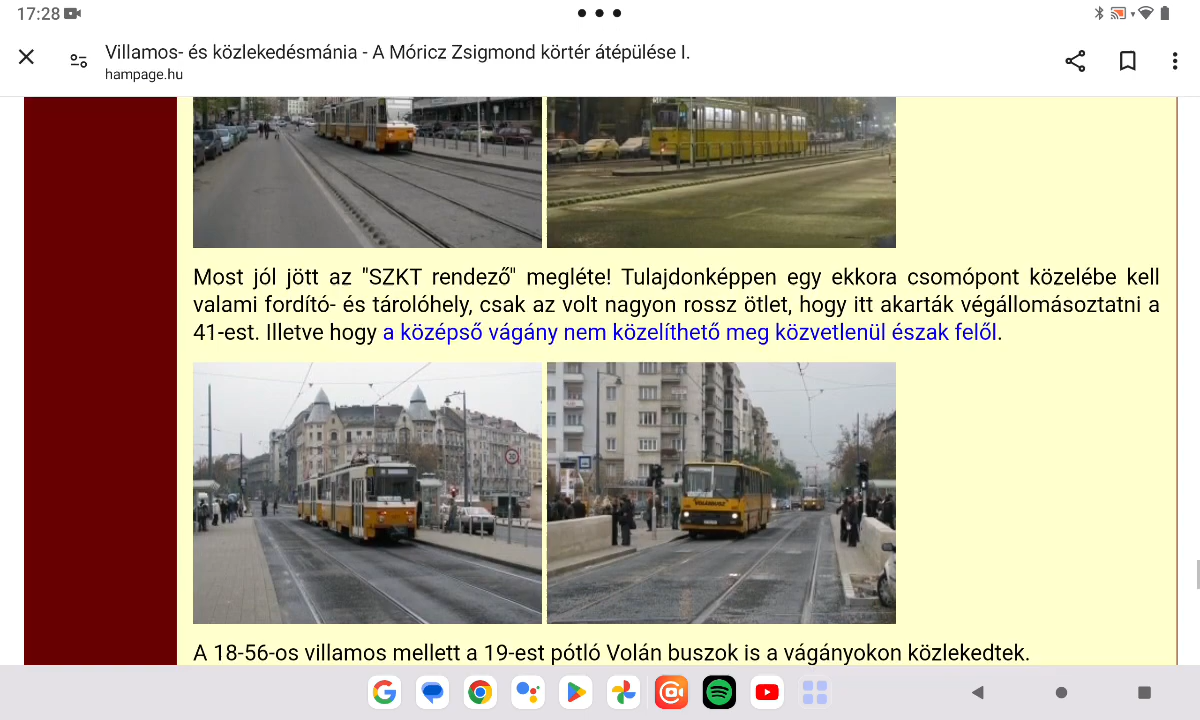 17:28
Villamos- és közlekedésmánia - A Móricz Zsigmond körtér átépülése I.
hampage.hu
Most jól jött az "SZKT rendező" megléte! Tulajdonképpen egy ekkora csomópont közelébe kell
valami fordító- és tárolóhely, csak az volt nagyon rossz ötlet, hogy itt akarták végállomásoztatni a
41-est. Illetve hogy a középső vágány nem közelíthető meg közvetlenül észak felől.
30
VOLÁNBUSZ
A 18-56-os villamos mellett a 19-est pótló Volán buszok is a vágányokon közlekedtek.